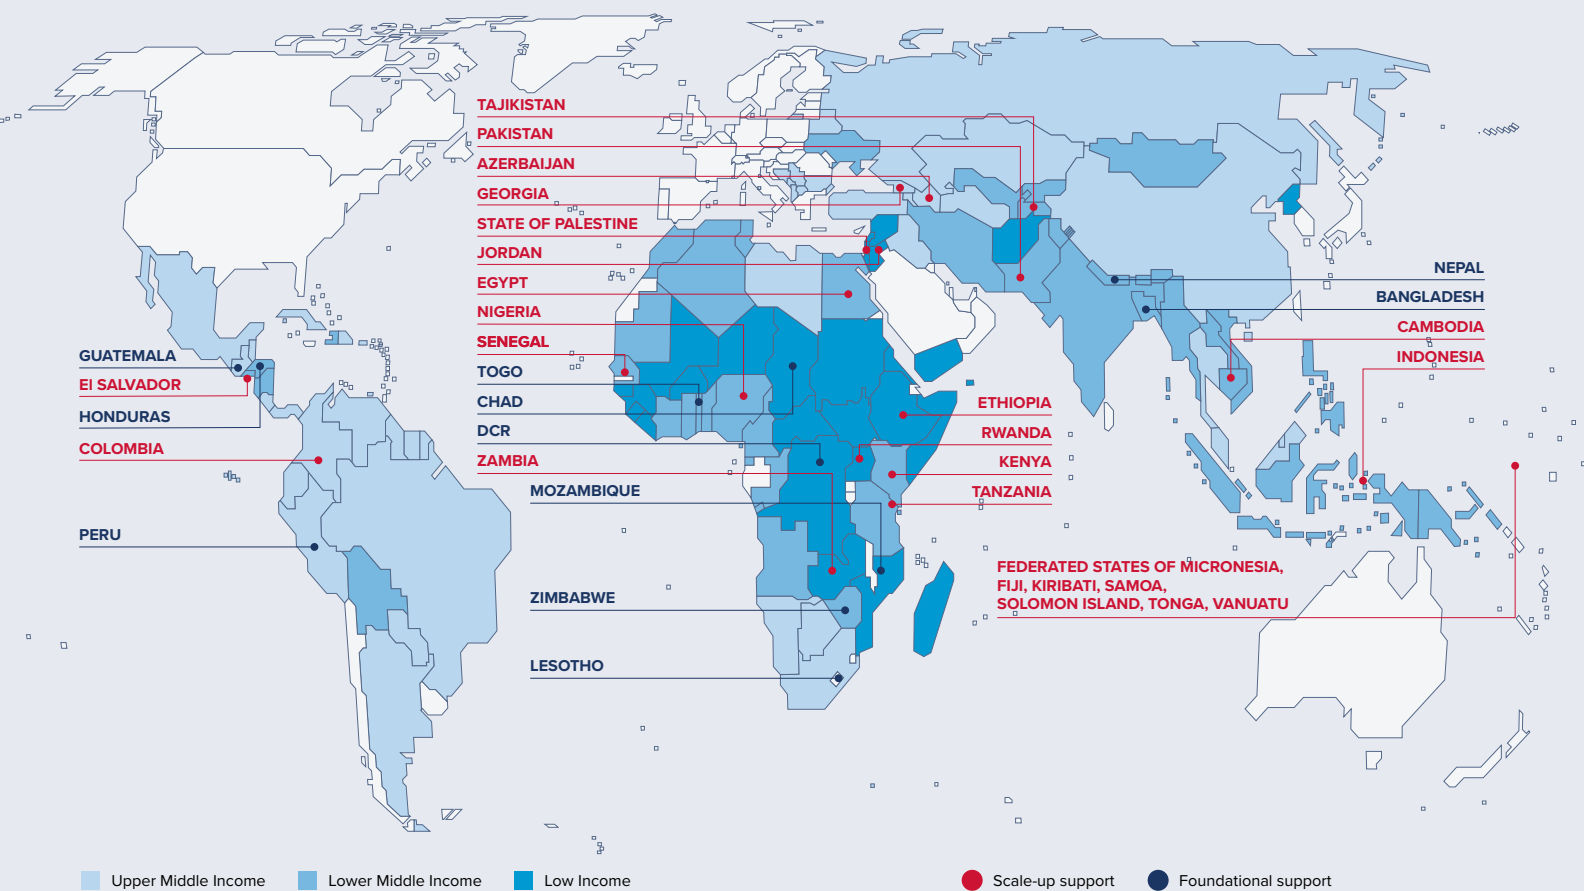 TAJIKISTAN
PAKISTAN
AZERBAIJAN
GEORGIA
STATE OF PALESTINE
JORDAN
EGYPT
NIGERIA
SENEGAL
TOGO
CHAD
DCR
ZAMBIA
MOZAMBIQUE
ZIMBABWE
LESOTHO
GUATEMALA
El SALVADOR
HONDURAS
COLOMBIA
PERU
NEPAL
BANGLADESH
CAMBODIA
INDONESIA
ETHIOPIA
RWANDA
KENYA
TANZANIA
FEDERATED STATES OF MICRONESIA,
FIJI, KIRIBATI, SAMOA,
SOLOMON ISLAND, TONGA, VANUATU
Upper Middle Income
Lower Middle Income
Low Income
Scale-up support
Foundational support